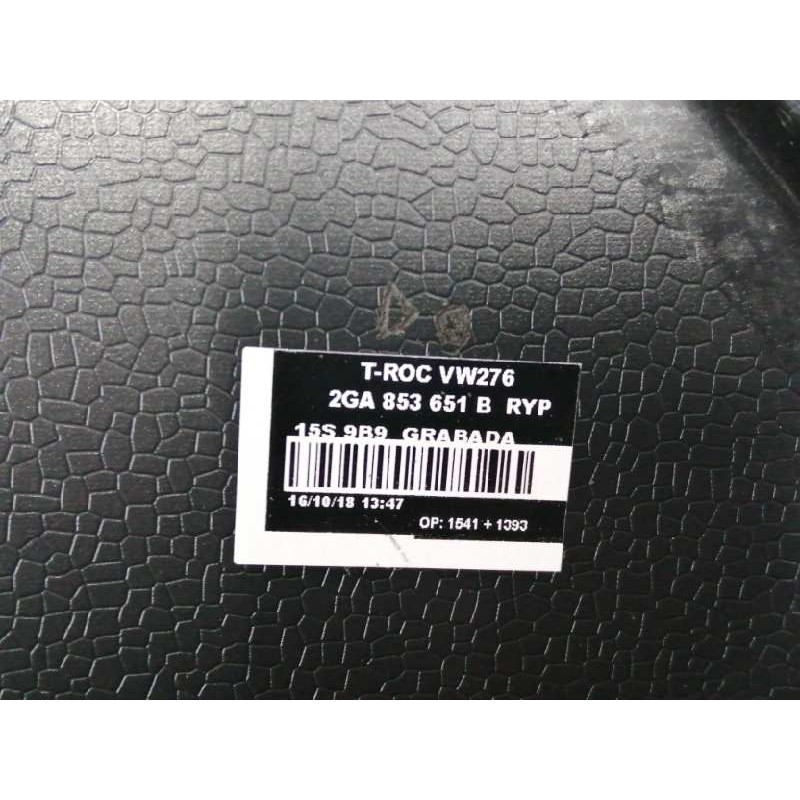 T-ROC VW276
2GA 853 651 B RYP
15S 9B9 GRABADA
16/10/18 13:47
OP: 1541 + 1393